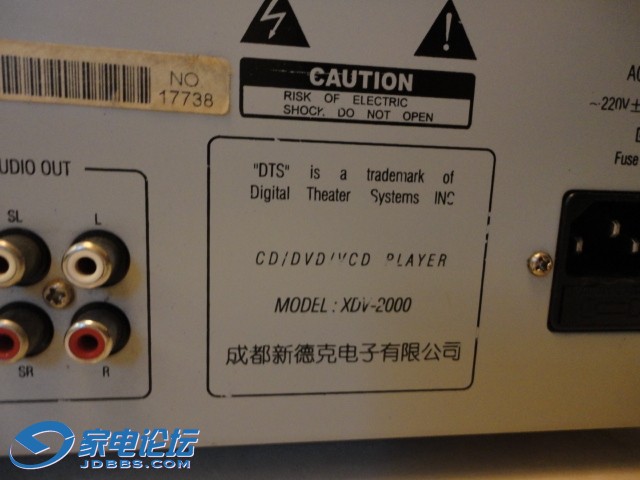 NO
17738
CAUTION
RISK OF ELECTRIC
SHOCK. DO NOT OPEN
AC
~220V±
Fuse
UDIO OUT
SL
L
SR
R
"DTS" is a trademark of
Digital Theater Systems INC
CD/DVD/VCD PLAYER
MODEL: XDV-2000
成都新德克电子有限公司
家电论坛
JDBBS.COM